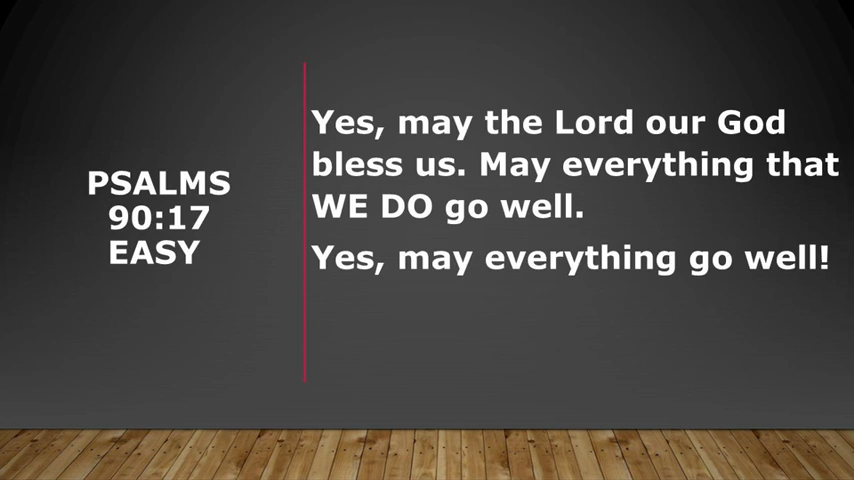 PSALMS
90:17
EASY
Yes, may the Lord our God
bless us. May everything that
WE DO go well.
Yes, may everything go well!